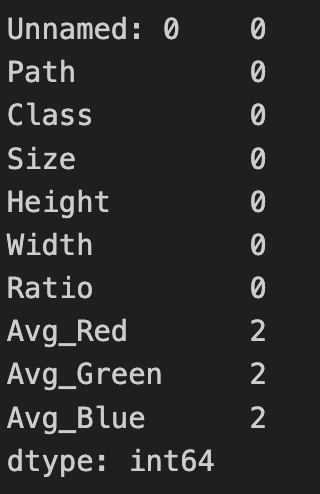 Unnamed: 0 0
Path 0
Class 0
Size 0
Height 0
Width 0
Ratio 0
Avg_Red 2
Avg_Green 2
Avg_Blue 2
dtype: int64